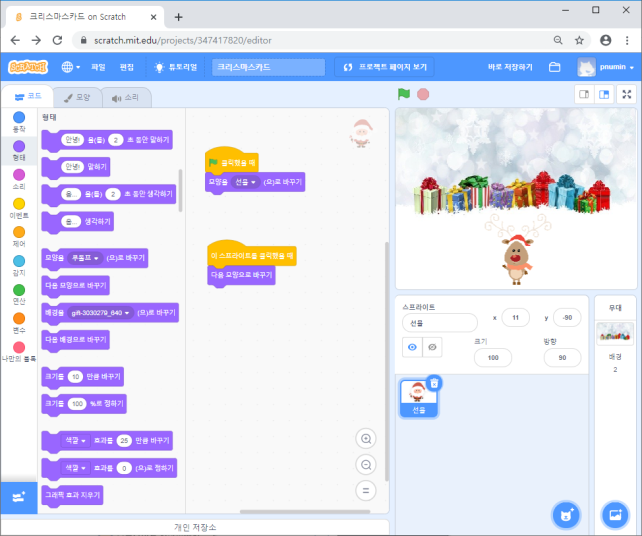 크리스마스카드 on Scratch
scratch.mit.edu/projects/347417820/editor
SCRATCH 파일 편집 튜토리얼 크리스마스카드 프로젝트 페이지 보기 바로 저장하기 pnumin
코드 모양 소리
동작
형태
소리
이벤트
제어
감지
연산
변수
나만의 블록
형태
안녕! 을(를) 2 초 동안 말하기
안녕! 말하기
음... 을(를) 2 초 동안 생각하기
음... 생각하기
모양을 루돌프 (으)로 바꾸기
다음 모양으로 바꾸기
배경을 gift-3030279_640 (으)로 바꾸기
다음 배경으로 바꾸기
크기를 10 만큼 바꾸기
크기를 100 %로 정하기
색깔 효과를 25 만큼 바꾸기
색깔 효과를 0 (으)로 정하기
그래픽 효과 지우기
클릭했을 때
모양을 선물 (으)로 바꾸기
이 스프라이트를 클릭했을 때
다음 모양으로 바꾸기
개인 저장소
스프라이트
선물 x 11 y -90
크기 방향
100 90
선물
무대
배경
2